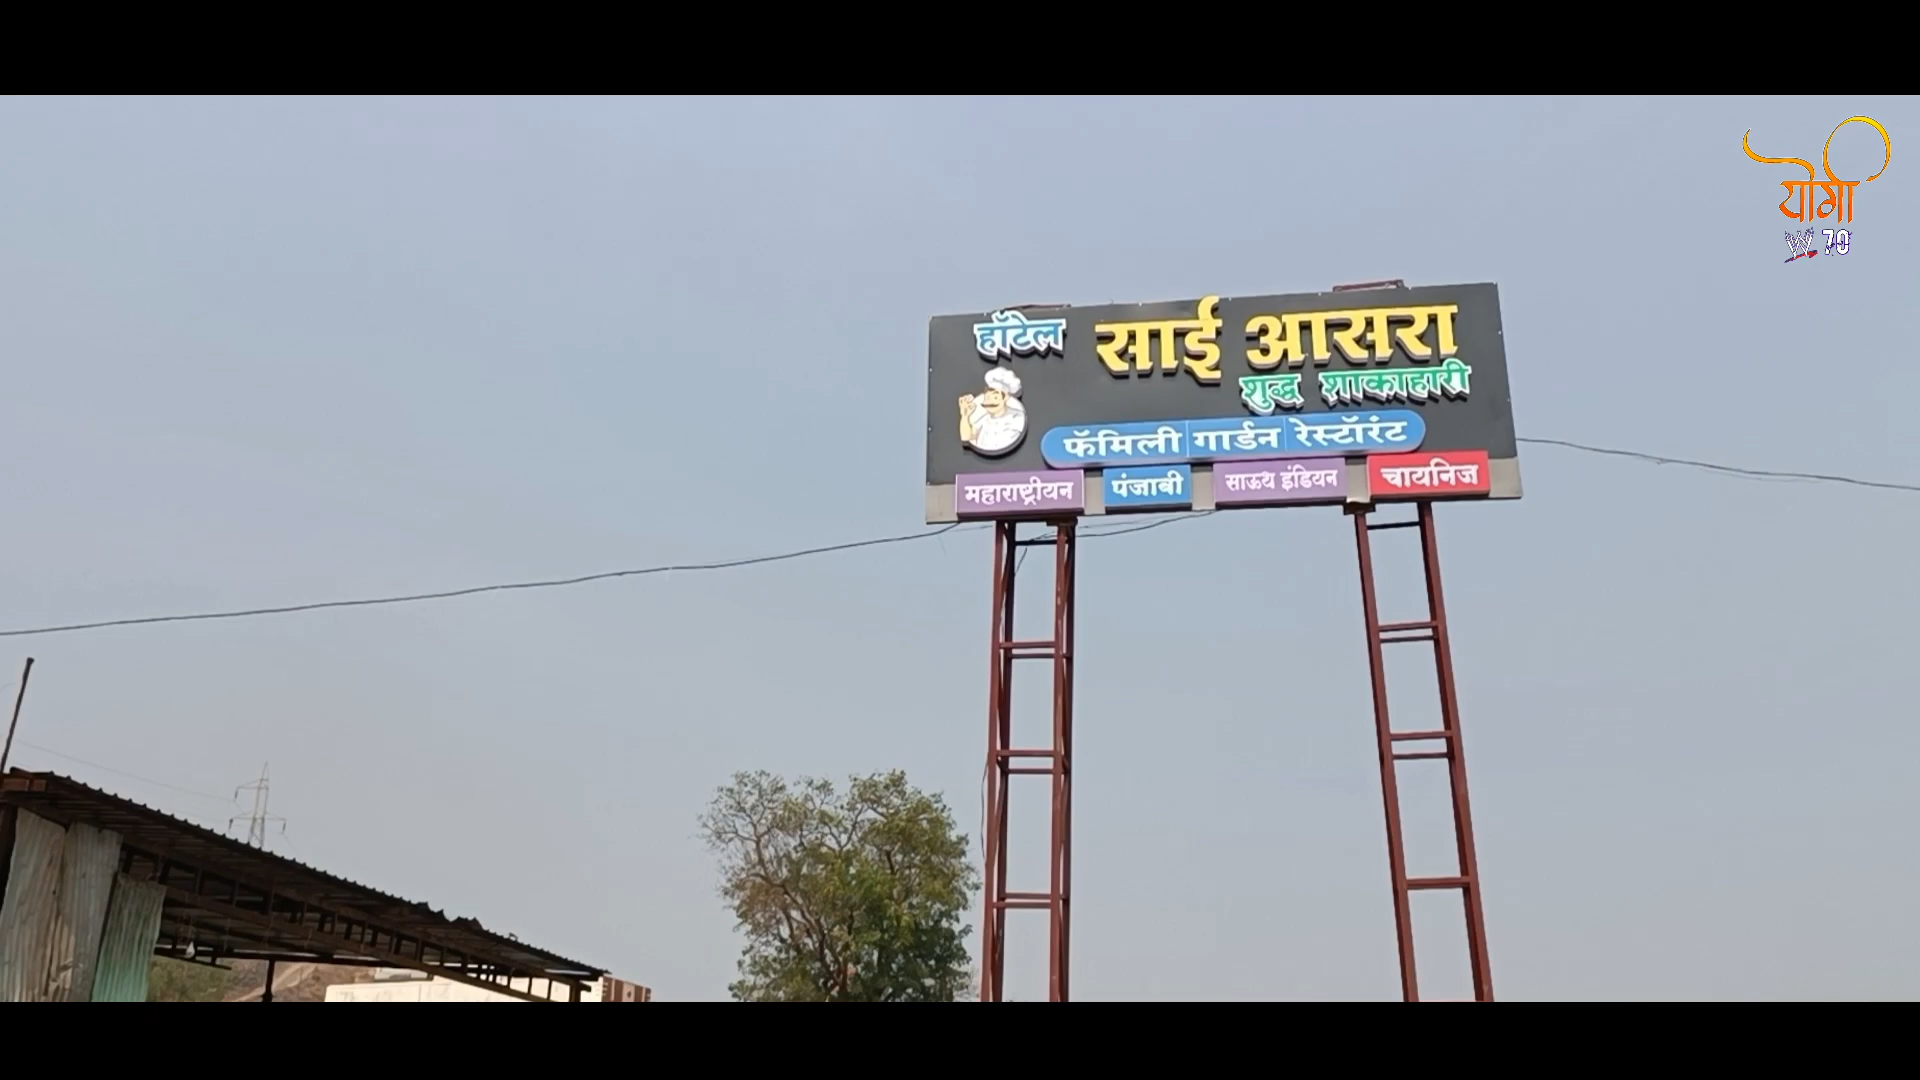 योगी
W 70
हॉटेल साई आसरा
शुद्ध शाकाहारी
फॅमिली गार्डन रेस्टॉरंट
महाराष्ट्रीयन पंजाबी साऊथ इंडियन चायनिज